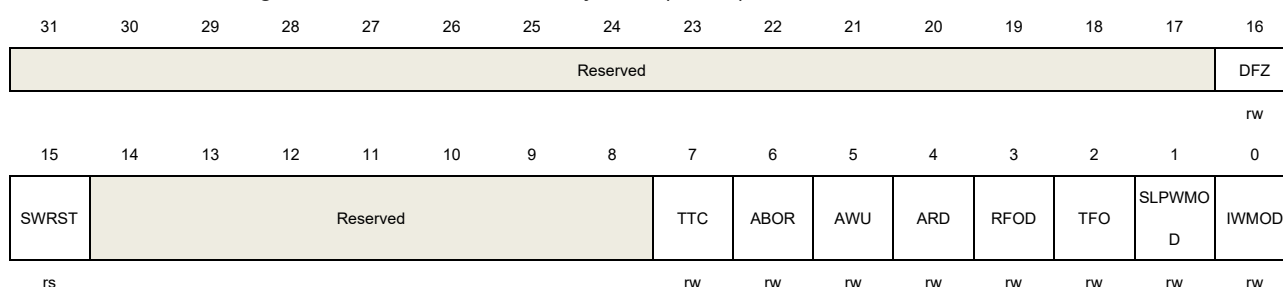 31 30 29 28 27 26 25 24 23 22 21 20 19 18 17 16
Reserved DFZ
rw
15 14 13 12 11 10 9 8 7 6 5 4 3 2 1 0
SWRST Reserved TTC ABOR AWU ARD RFOD TFO SLPWMO IWMOD
D
rs rw rw rw rw rw rw rw rw